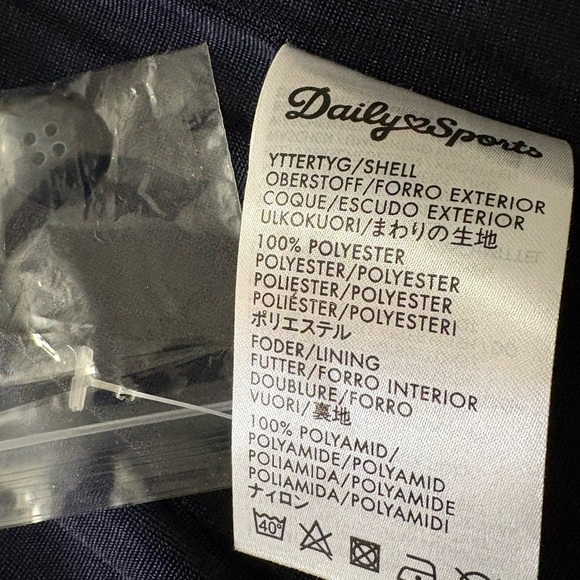 Daily Sports
YTTERTYG/SHELL
OBERSTOFF/FORRO EXTERIOR
COQUE/ESCUDO EXTERIOR
ULKOKUORI/まわりの生地
100% POLYESTER
POLYESTER/POLYESTER
POLIESTER/POLYESTER
POLIÉSTER/POLYESTERI
ポリエステル
FODER/LINING
FUTTER/FORRO INTERIOR
DOUBLURE/FORRO
VUORI/裏地
100% POLYAMID/
POLYAMIDE/POLYAMID
POLIAMIDA/POLYAMIDE
POLIAMIDA/POLYAMIDI
ナイロン
40°